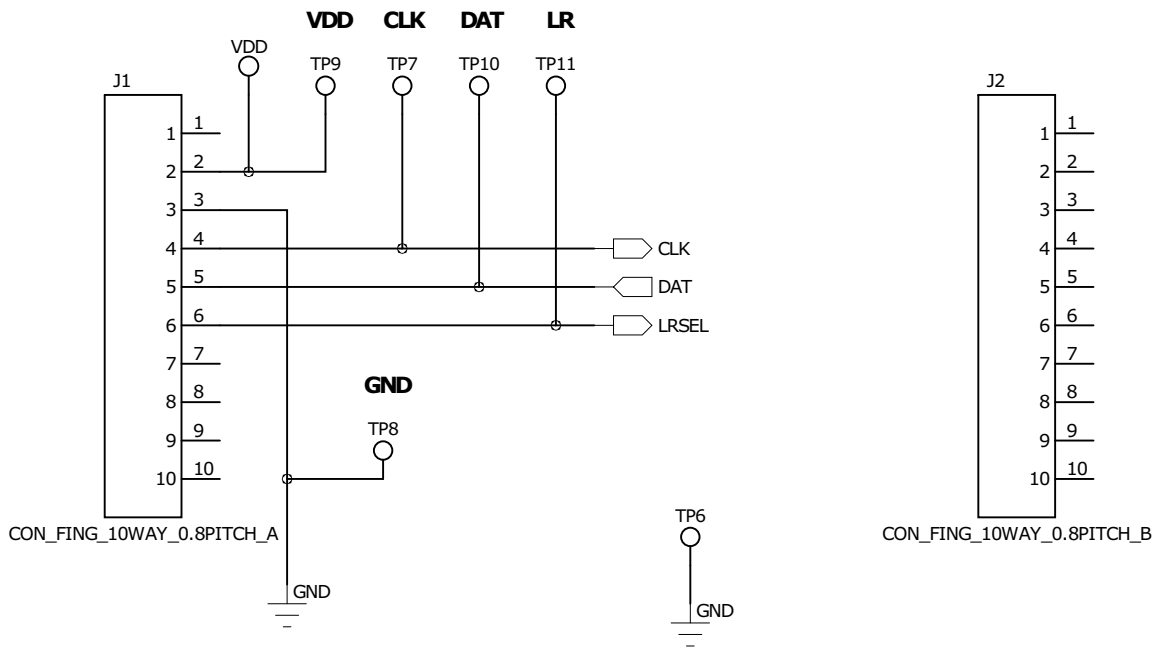 VDD CLK DAT LR
VDD
TP9 TP7 TP10 TP11
J1
J2
1 1
2 2
3 3
4 4
5 5
6 6
7 7
8 8
9 9
10 10
CLK
DAT
LRSEL
GND
TP8
CON_FING_10WAY_0.8PITCH_A
GND
TP6
GND
1 1
2 2
3 3
4 4
5 5
6 6
7 7
8 8
9 9
10 10
CON_FING_10WAY_0.8PITCH_B